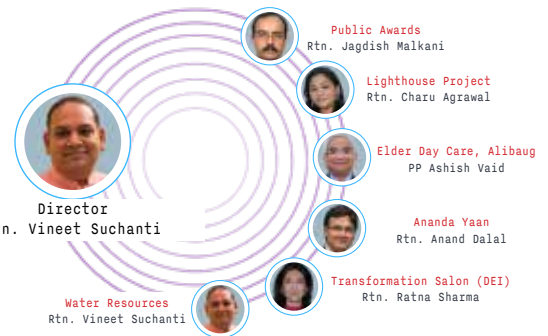 Public Awards
Rtn. Jagdish Malkani
Lighthouse Project
Rtn. Charu Agrawal
Elder Day Care, Alibaug
PP Ashish Vaid
Director
n. Vineet Suchanti
Ananda Yaan
Rtn. Anand Dalal
Transformation Salon (DEI)
Rtn. Ratna Sharma
Water Resources
Rtn. Vineet Suchanti